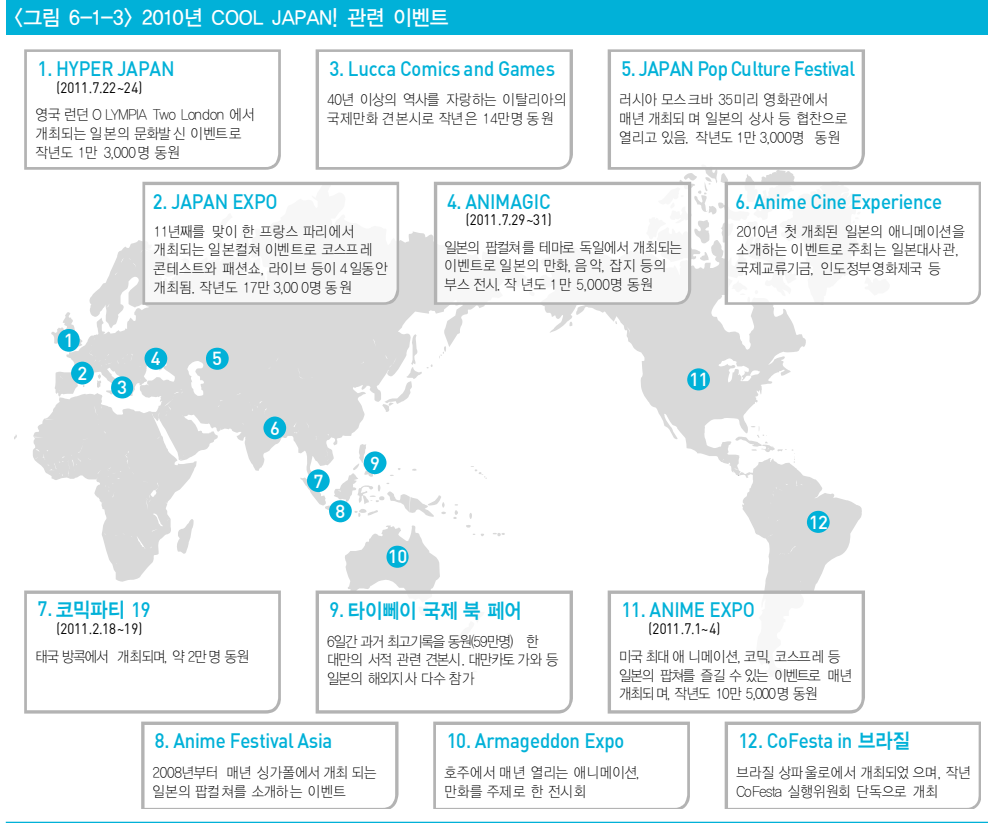 〈그림 6-1-3〉 2010년 COOL JAPAN! 관련 이벤트
1. HYPER JAPAN
(2011.7.22~24)
영국 런던 OLYMPIA Two London 에서
개최되는 일본의 문화발신 이벤트로
작년도 1만 3,000명 동원
3. Lucca Comics and Games
40년 이상의 역사를 자랑하는 이탈리아의
국제만화 견본시로 작년은 14만명 동원
5. JAPAN Pop Culture Festival
러시아 모스크바 35미리 영화관에서
매년 개최되며 일본의 상사 등 협찬으로
열리고 있음. 작년도 1만 3,000명 동원
2. JAPAN EXPO
11년째를 맞이한 프랑스 파리에서
개최되는 일본컬쳐 이벤트로 코스프레
콘테스트와 패션쇼, 라이브 등이 4일동안
개최됨. 작년도 17만 3,000명 동원
4. ANIMAGIC
(2011.7.29~31)
일본의 팝컬쳐를 테마로 독일에서 개최되는
이벤트로 일본의 만화, 음악, 잡지 등의
부스 전시, 작년도 1만 5,000명 동원
6. Anime Cine Experience
2010년 첫 개최된 일본의 애니메이션을
소개하는 이벤트로 주최는 일본대사관,
국제교류기금, 인도정부영화제국 등
1
2
3
4
5
6
7
8
9
10
11
12
7. 코믹파티 19
(2011.2.18~19)
태국 방콕에서 개최되며, 약 2만명 동원
9. 타이뻬이 국제 북 페어
6일간 과거 최고기록을 동원(59만명) 한
대만의 서적 관련 견본시. 대만카토가와 등
일본의 해외지사 다수 참가
11. ANIME EXPO
(2011.7.1~4)
미국 최대 애니메이션, 코믹, 코스프레 등
일본의 팝쳐를 즐길 수 있는 이벤트로 매년
개최되며, 작년도 10만 5,000명 동원
8. Anime Festival Asia
2008년부터 매년 싱가폴에서 개최 되는
일본의 팝컬쳐를 소개하는 이벤트
10. Armageddon Expo
호주에서 매년 열리는 애니메이션,
만화를 주제로 한 전시회
12. CoFesta in 브라질
브라질 상파울로에서 개최되었으며, 작년
CoFesta 실행위원회 단독으로 개최